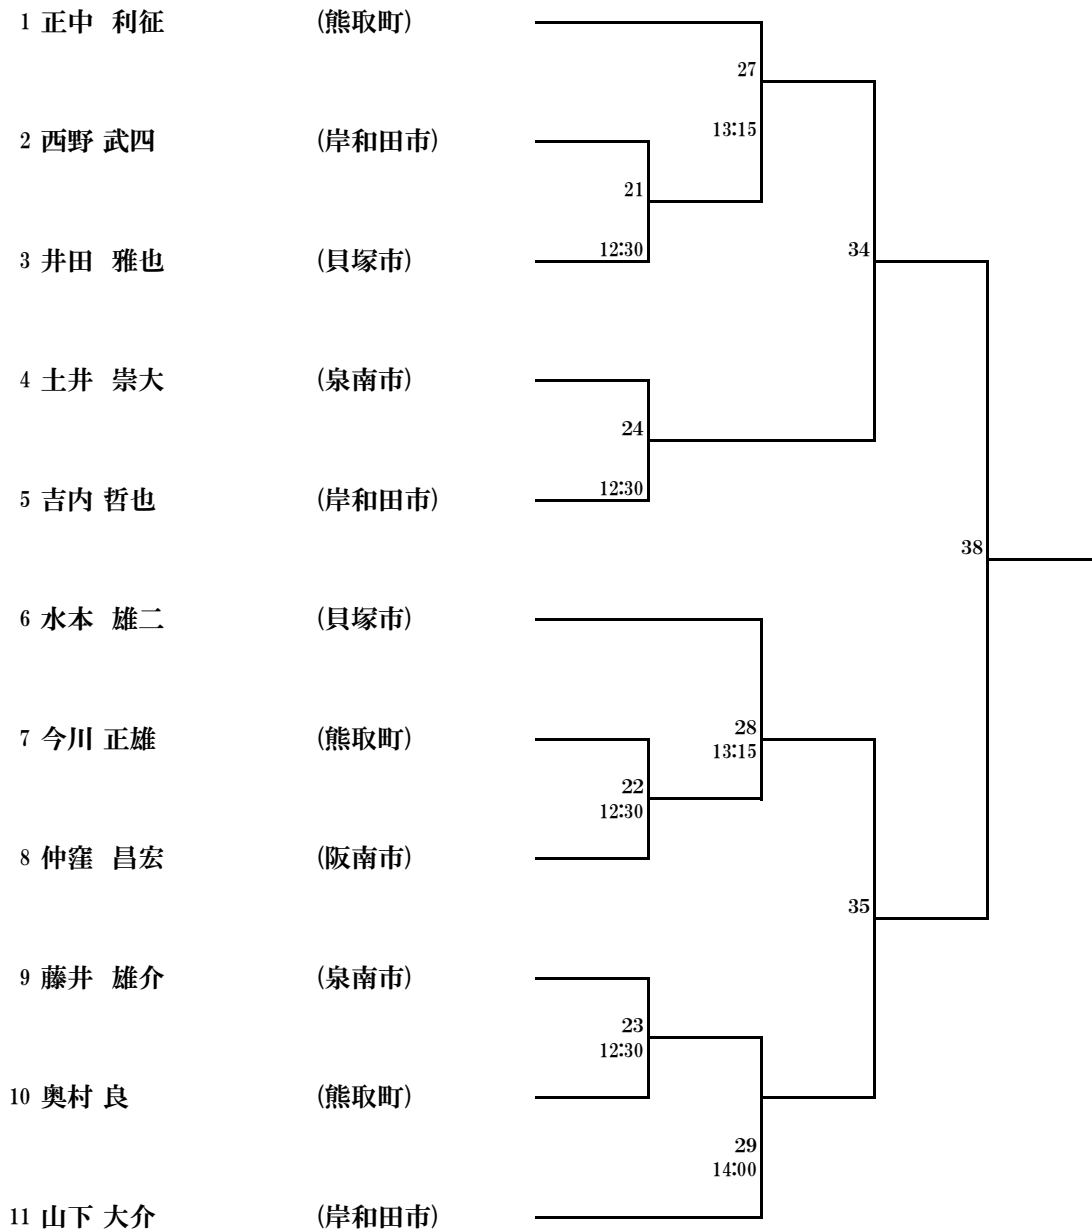 1 正中 利征 (熊取町)
27
13:15
2 西野 武四 (岸和田市)
21
12:30
3 井田 雅也 (貝塚市)
34
4 土井 崇大 (泉南市)
24
12:30
5 吉内 哲也 (岸和田市)
38
6 水本 雄二 (貝塚市)
28
7 今川 正雄 (熊取町)
13:15
22
12:30
8 仲窪 昌宏 (阪南市)
35
9 藤井 雄介 (泉南市)
23
12:30
10 奥村 良 (熊取町)
29
14:00
11 山下 大介 (岸和田市)